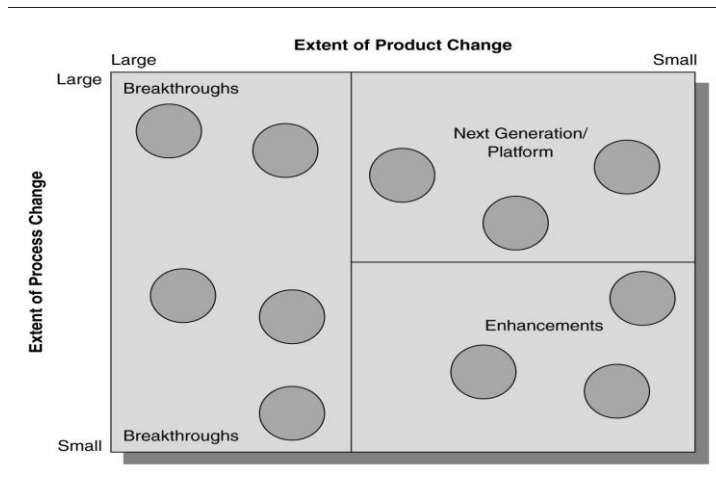 Extent of Product Change
Large
Small
Large
Breakthroughs
Next Generation/
Platform
Extent of Process Change
Enhancements
Breakthroughs
Small